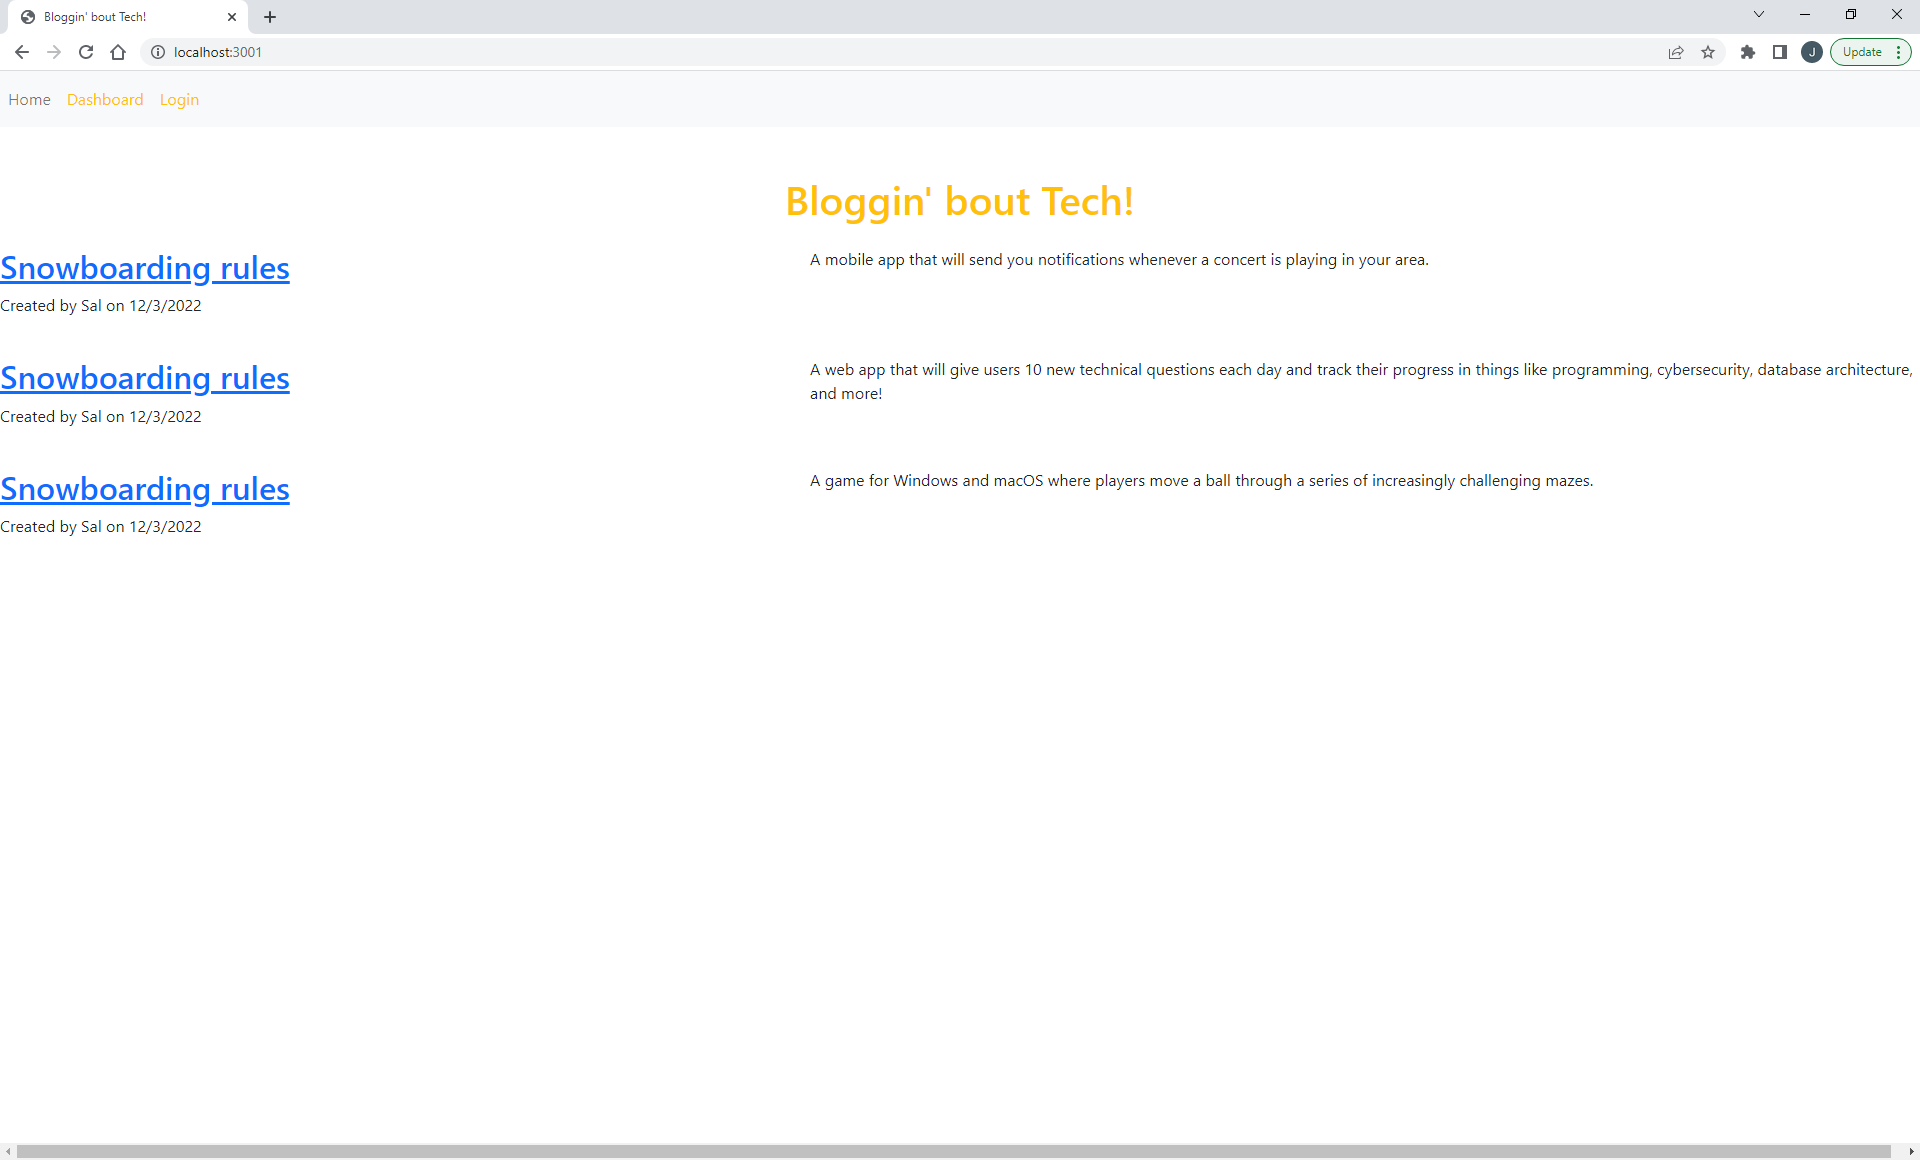 Bloggin' bout Tech!
localhost:3001
J
Update
Home Dashboard Login
Bloggin' bout Tech!
Snowboarding rules
A mobile app that will send you notifications whenever a concert is playing in your area.
Created by Sal on 12/3/2022
Snowboarding rules
A web app that will give users 10 new technical questions each day and track their progress in things like programming, cybersecurity, database architecture,
and more!
Created by Sal on 12/3/2022
Snowboarding rules
A game for Windows and macOS where players move a ball through a series of increasingly challenging mazes.
Created by Sal on 12/3/2022